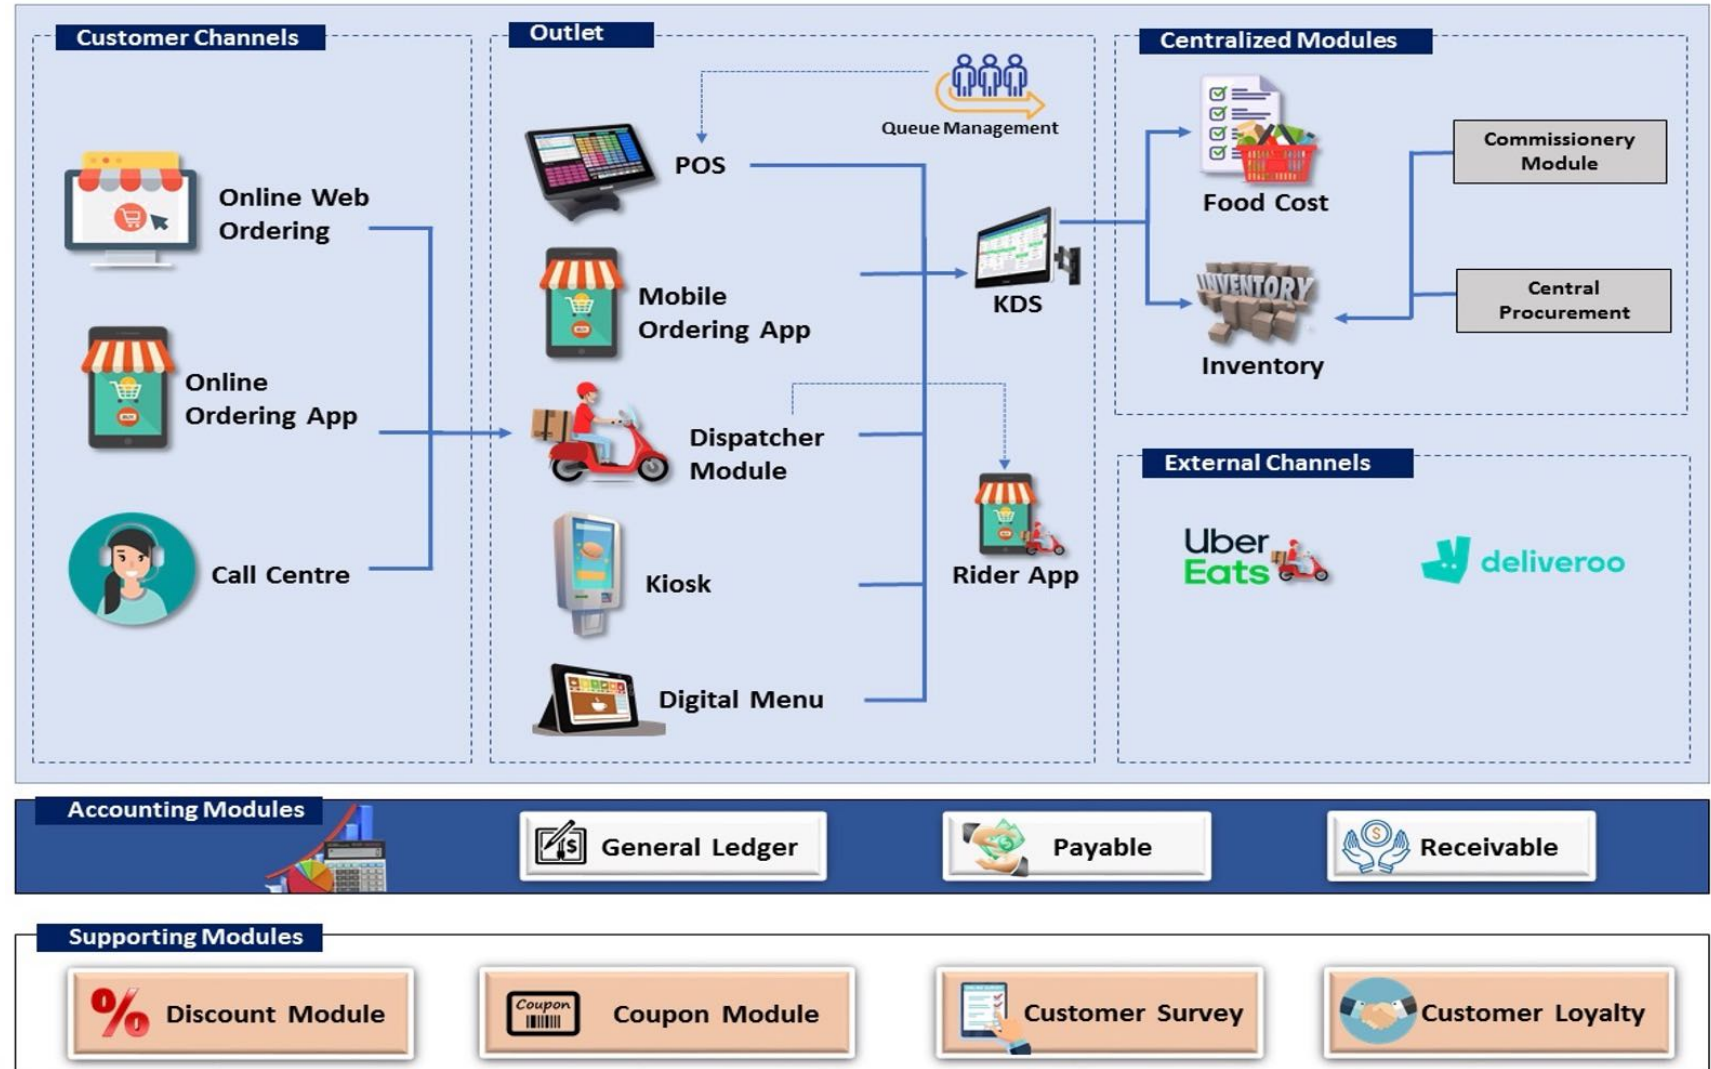 Customer Channels
Online Web
Ordering
Online
Ordering App
Call Centre
Outlet
Queue Management
POS
Mobile
Ordering App
KDS
Dispatcher
Module
Rider App
Kiosk
Digital Menu
Centralized Modules
Food Cost
Commissionery
Module
INVENTORY
Inventory
Central
Procurement
External Channels
Uber
Eats
deliveroo
Accounting Modules
General Ledger
Payable
Receivable
Supporting Modules
Discount Module
Coupon
Coupon Module
Customer Survey
Customer Loyalty